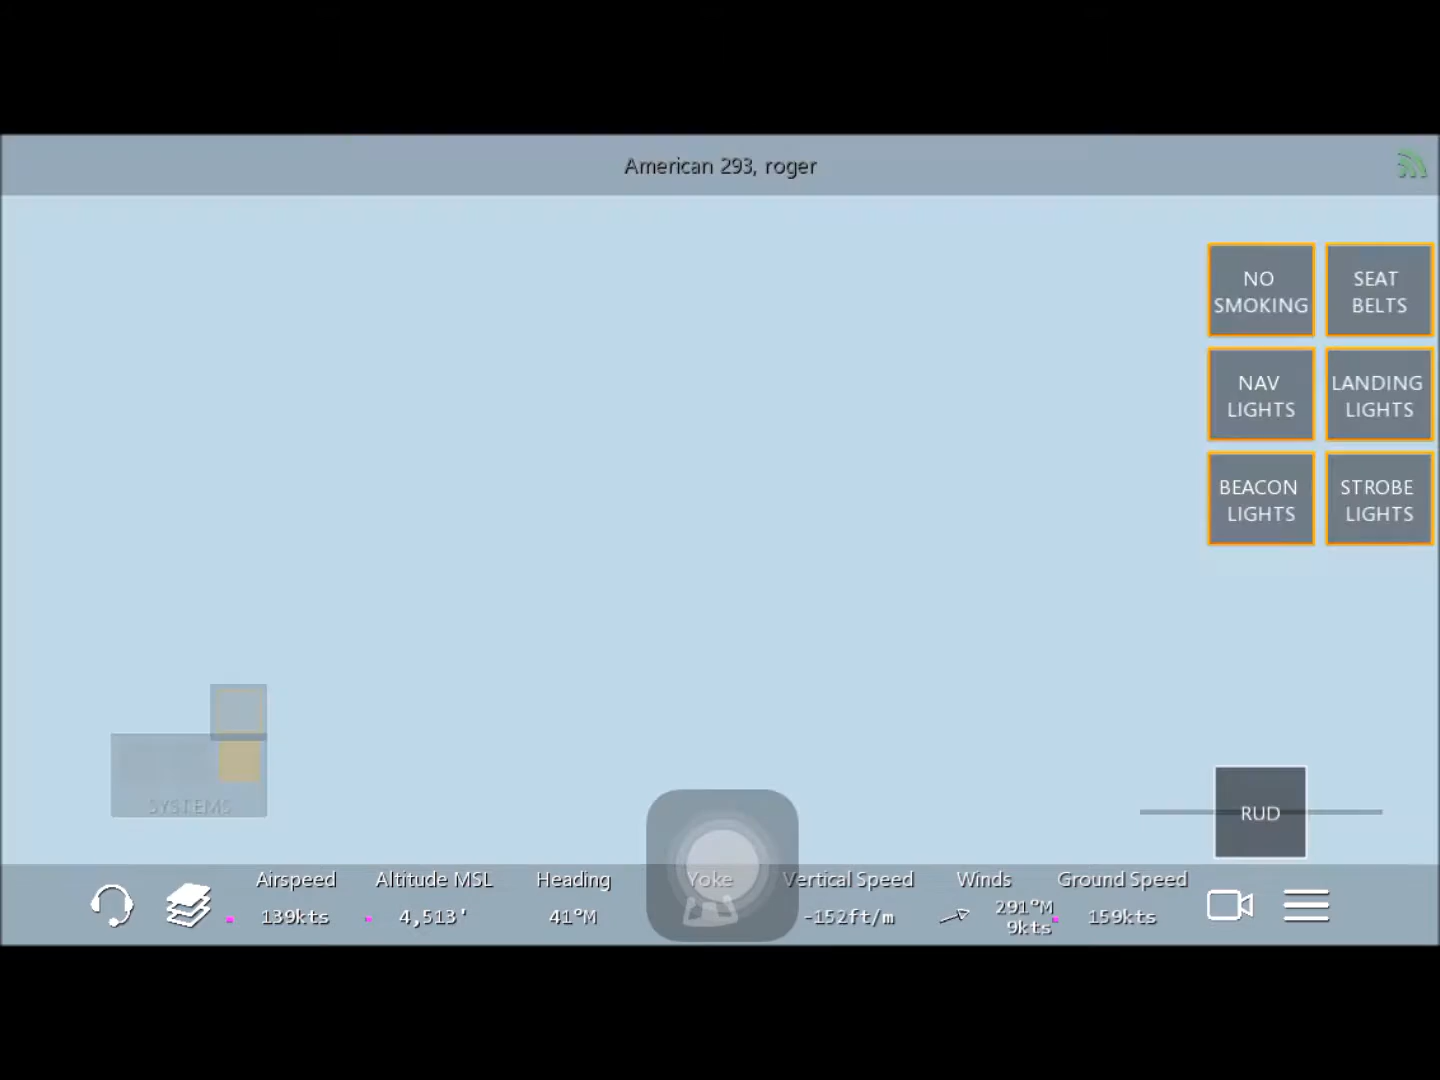 American 293, roger
NO
SMOKING
SEAT
BELTS
NAV
LIGHTS
LANDING
LIGHTS
BEACON
LIGHTS
STROBE
LIGHTS
SYSTEMS
RUD
Airspeed
139kts
Altitude MSL
4,513'
Heading
41°M
Yoke
Vertical Speed
-152ft/m
Winds
291°M
9kts
Ground Speed
159kts